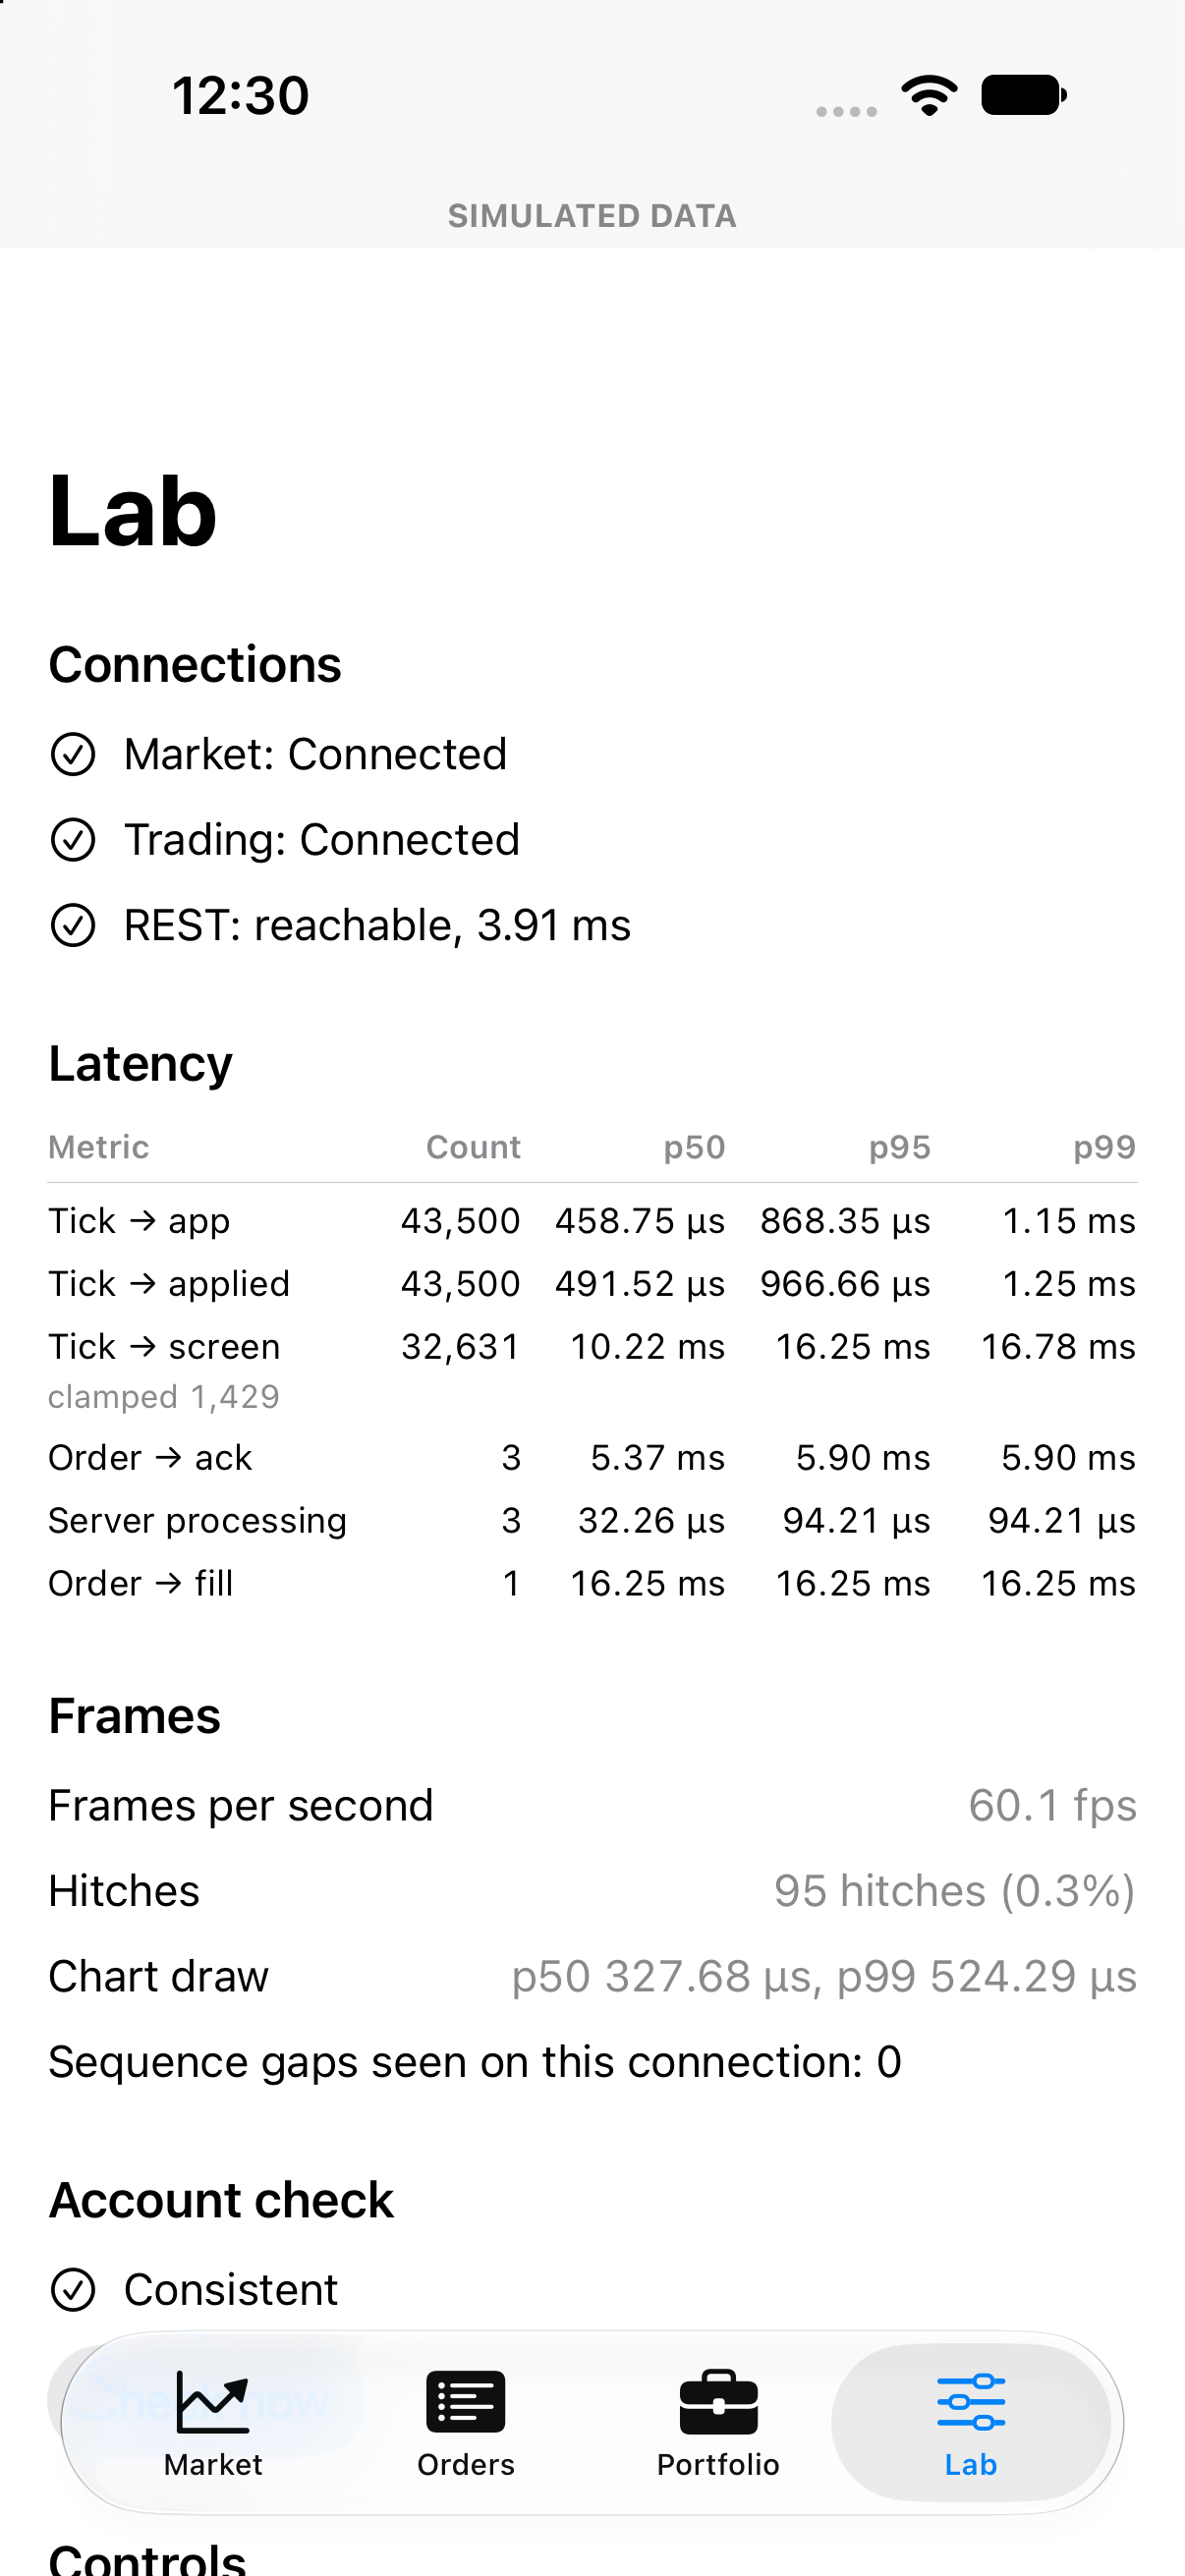 12:30
SIMULATED DATA
Lab
Connections
Market: Connected
Trading: Connected
REST: reachable, 3.91 ms
Latency
Metric Count p50 p95 p99
Tick → app 43,500 458.75 µs 868.35 µs 1.15 ms
Tick → applied 43,500 491.52 µs 966.66 µs 1.25 ms
Tick → screen 32,631 10.22 ms 16.25 ms 16.78 ms
clamped 1,429
Order → ack 3 5.37 ms 5.90 ms 5.90 ms
Server processing 3 32.26 µs 94.21 µs 94.21 µs
Order → fill 1 16.25 ms 16.25 ms 16.25 ms
Frames
Frames per second 60.1 fps
Hitches 95 hitches (0.3%)
Chart draw p50 327.68 µs, p99 524.29 µs
Sequence gaps seen on this connection: 0
Account check
Consistent
Check now
Market Orders Portfolio Lab
Controls